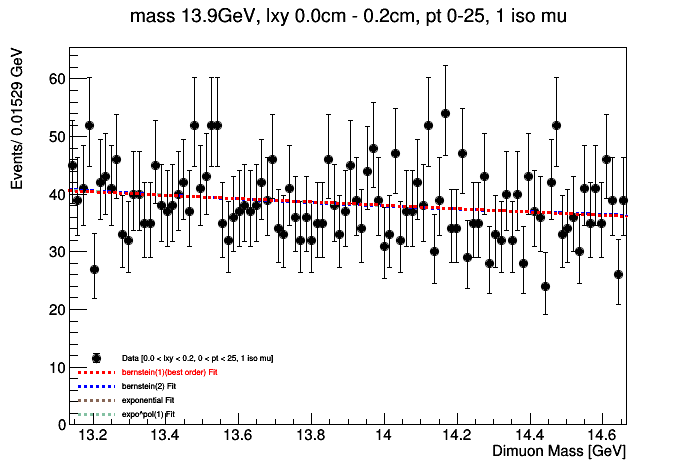 mass 13.9GeV, lxy 0.0cm - 0.2cm, pt 0-25, 1 iso mu
Events/ 0.01529 GeV
60
50
40
30
20
10
0
Data [0.0 < lxy < 0.2, 0 < pt < 25, 1 iso mu]
bernstein(1)(best order) Fit
bernstein(2) Fit
exponential Fit
expo*pol(1) Fit
13.2 13.4 13.6 13.8 14 14.2 14.4 14.6
Dimuon Mass [GeV]